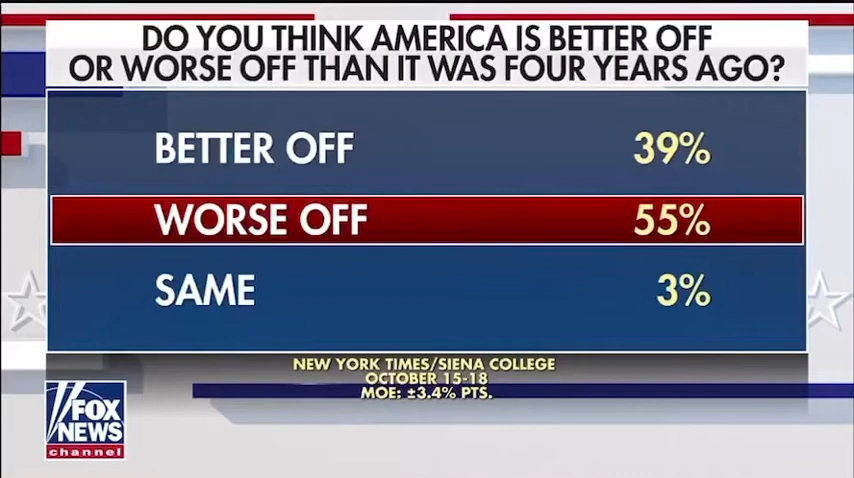 DO YOU THINK AMERICA IS BETTER OFF
OR WORSE OFF THAN IT WAS FOUR YEARS AGO?
BETTER OFF 39%
WORSE OFF 55%
SAME 3%
NEW YORK TIMES/SIENA COLLEGE
OCTOBER 15-18
MOE: ±3.4% PTS.
FOX
NEWS
channel